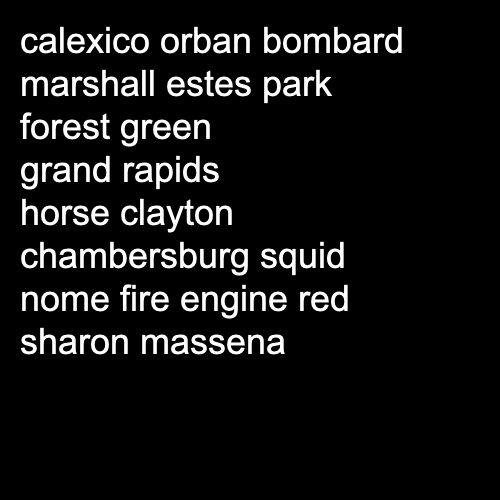 calexico orban bombard
marshall estes park
forest green
grand rapids
horse clayton
chambersburg squid
nome fire engine red
sharon massena